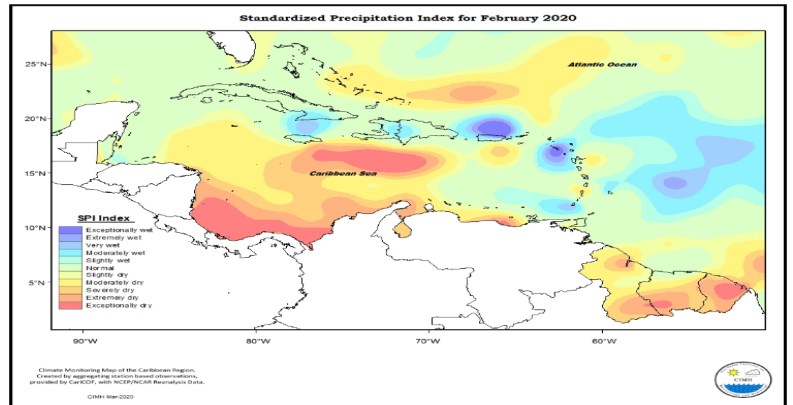 Standardized Precipitation Index for February 2020
25°N
Atlantic Ocean
20°N
15°N
Caribbean Sea
10°N
SPI Index
Exceptionally wet
Extremely wet
Very wet
Moderately wet
Slightly wet
Normal
Slightly dry
Moderately dry
Severely dry
Extremely dry
Exceptionally dry
5°N
90°W
80°W
70°W
60°W
Climate Monitoring Map of the Caribbean Region.
Created by aggregating station based observations,
provided by CariCOF, with NCEP/NCAR Reanalysis Data.
CIMH Mar-2020
CIMH